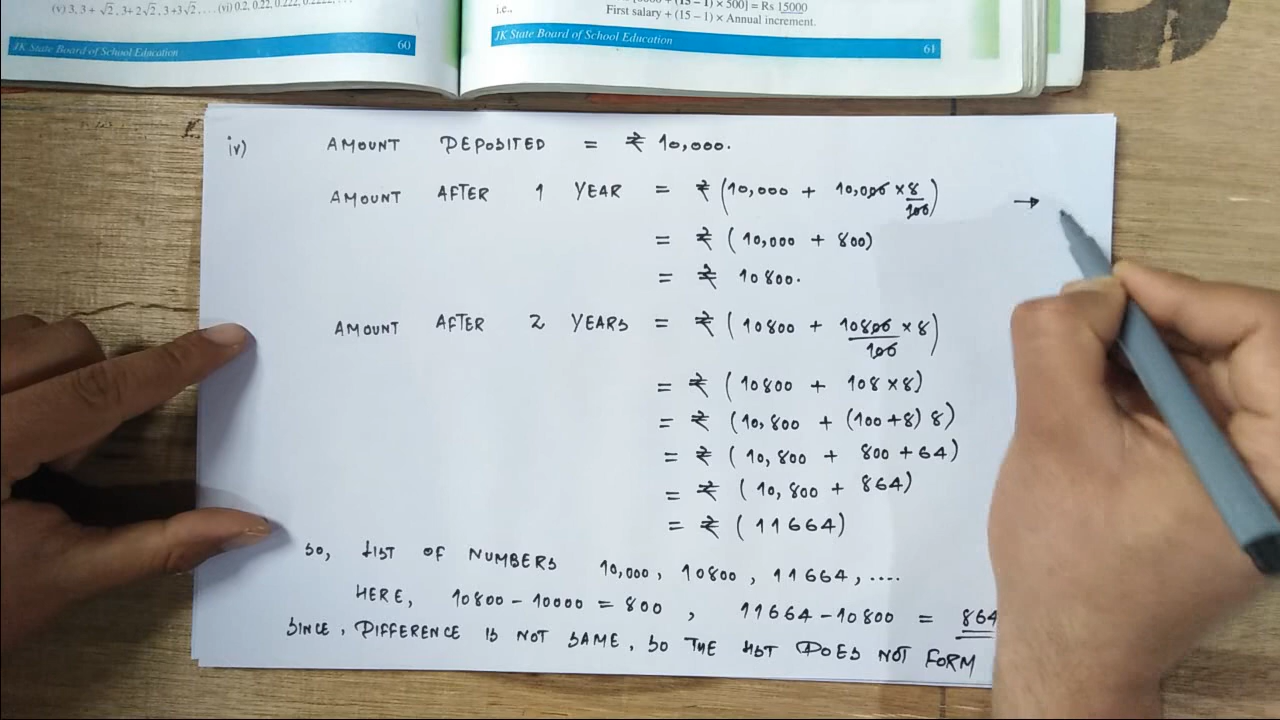 (v) 3, 3 + √2, 3 + 2√2, 3 + 3√2, . . . (vi) 0.2, 0.22, 0.222, 0.2222, . . .
JK State Board of School Education 60
(15 – 1) × 500] = Rs 15000
i.e., First salary + (15 – 1) × Annual increment.
JK State Board of School Education 61
iv) AMOUNT DEPOSITED = ₹ 10,000.
AMOUNT AFTER 1 YEAR = ₹ (10,000 + 10,000 × 8/100) →
= ₹ (10,000 + 800)
= ₹ 10800.
AMOUNT AFTER 2 YEARS = ₹ (10800 + 10800/100 × 8)
= ₹ (10800 + 108 × 8)
= ₹ (10,800 + (100 + 8) 8)
= ₹ (10,800 + 800 + 64)
= ₹ (10,800 + 864)
= ₹ (11664)
SO, LIST OF NUMBERS 10,000, 10800, 11664, ....
HERE, 10800 – 10000 = 800, 11664 – 10800 = 864
SINCE, DIFFERENCE IS NOT SAME, SO THE LIST DOES NOT FORM